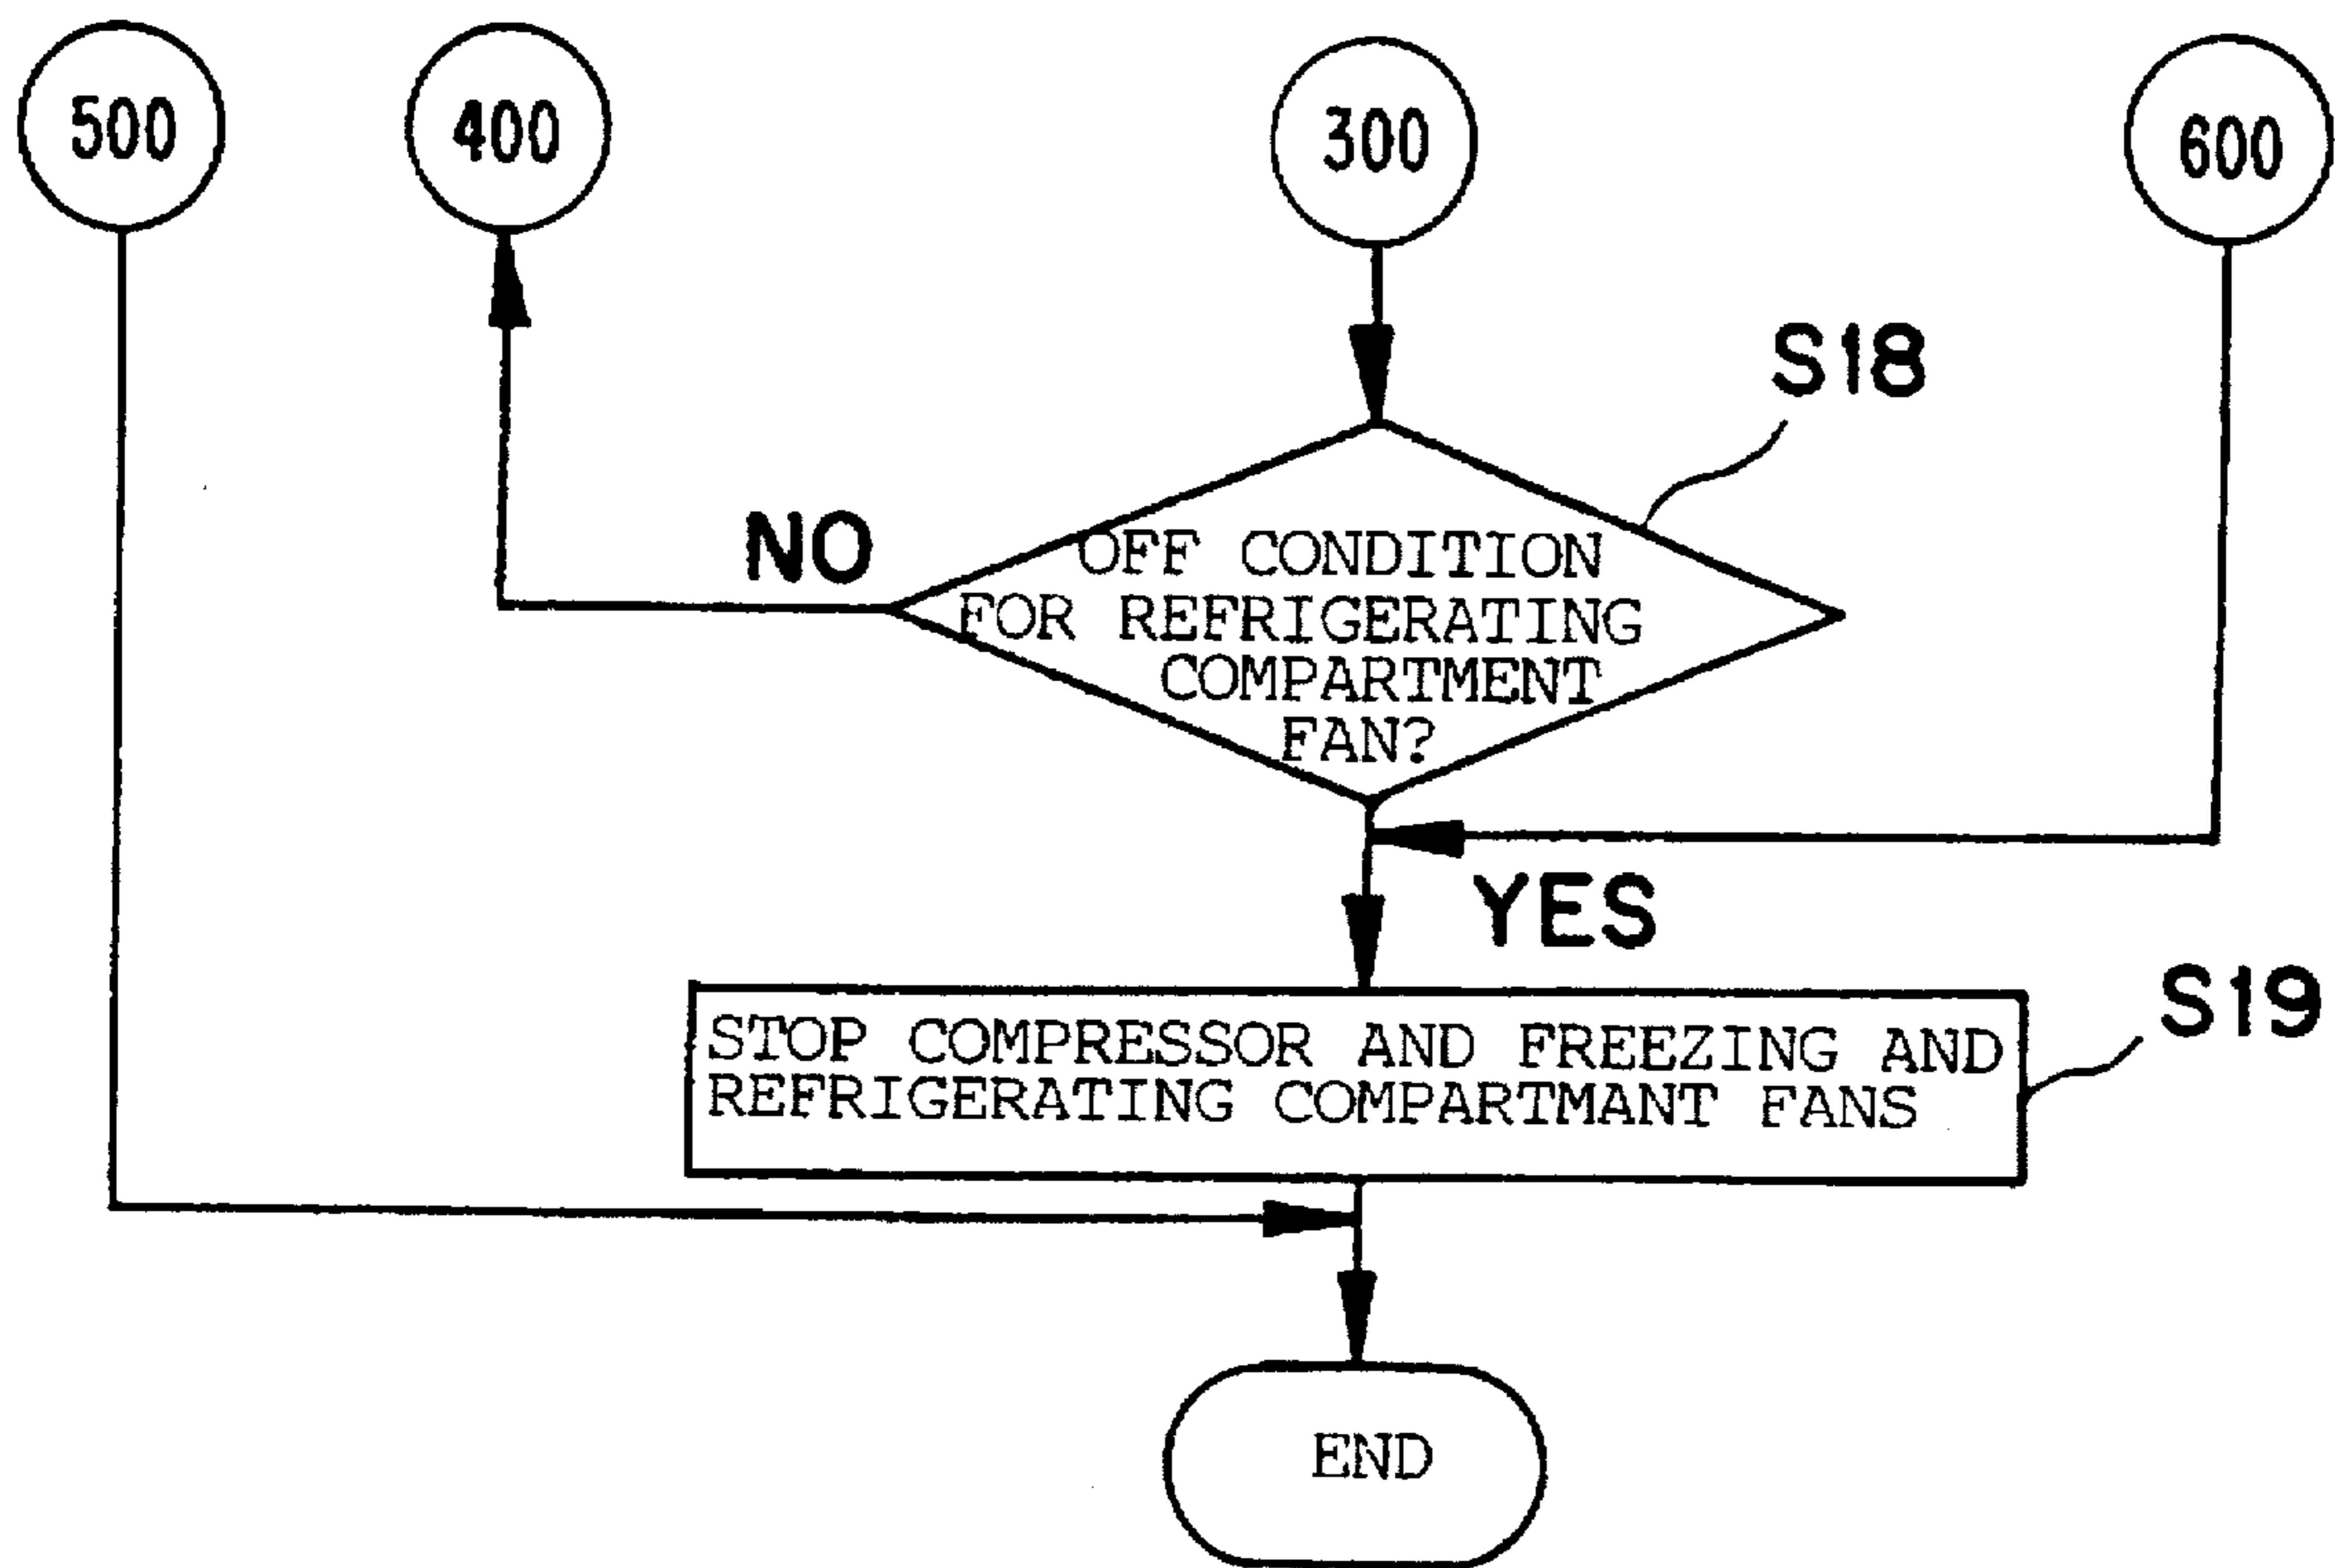 500
400
300
600
S18
NO
OFF CONDITION
FOR REFRIGERATING
COMPARTMENT
FAN?
YES
S19
STOP COMPRESSOR AND FREEZING AND
REFRIGERATING COMPARTMANT FANS
END